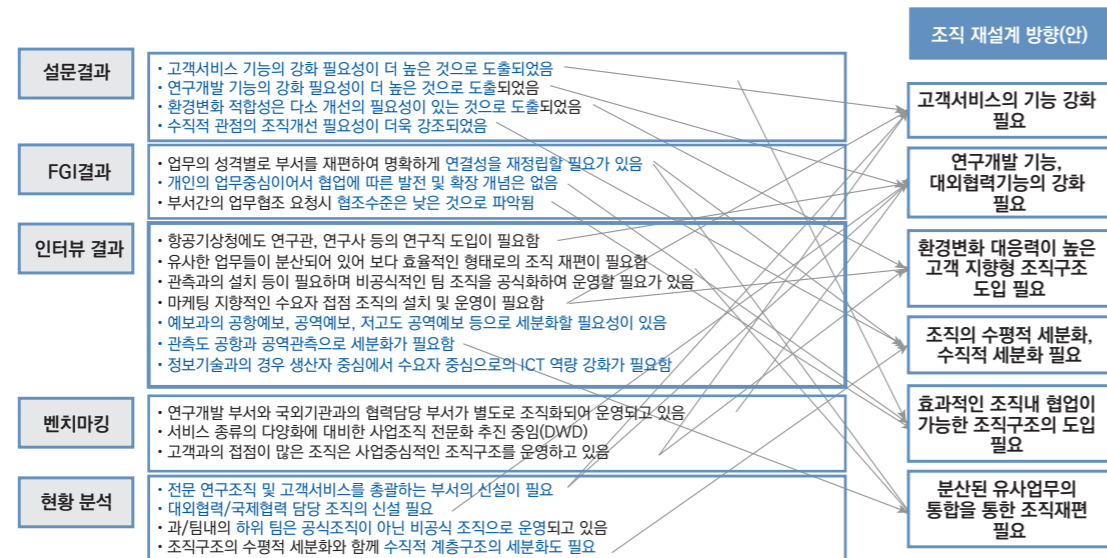 조직 재설계 방향(안)
설문결과
· 고객서비스 기능의 강화 필요성이 더 높은 것으로 도출되었음
· 연구개발 기능의 강화 필요성이 더 높은 것으로 도출되었음
· 환경변화 적합성은 다소 개선의 필요성이 있는 것으로 도출되었음
· 수직적 관점의 조직개선 필요성이 더욱 강조되었음
FGI결과
· 업무의 성격별로 부서를 재편하여 명확하게 연결성을 재정립할 필요가 있음
· 개인의 업무중심이어서 협업에 따른 발전 및 확장 개념은 없음
· 부서간의 업무협조 요청시 협조수준은 낮은 것으로 파악됨
인터뷰 결과
· 항공기상청에도 연구관, 연구사 등의 연구직 도입이 필요함
· 유사한 업무들이 분산되어 있어 보다 효율적인 형태로의 조직 재편이 필요함
· 관측과의 설치 등이 필요하며 비공식적인 팀 조직을 공식화하여 운영할 필요가 있음
· 마케팅 지향적인 수요자 접점 조직의 설치 및 운영이 필요함
· 예보과의 공항예보, 공역예보, 저고도 공역예보 등으로 세분화할 필요성이 있음
· 관측도 공항과 공역관측으로 세분화가 필요함
· 정보기술과의 경우 생산자 중심에서 수요자 중심으로의 ICT 역량 강화가 필요함
벤치마킹
· 연구개발 부서와 국외기관과의 협력담당 부서가 별도로 조직화되어 운영되고 있음
· 서비스 종류의 다양화에 대비한 사업조직 전문화 추진 중임(DWD)
· 고객과의 접점이 많은 조직은 사업중심적인 조직구조를 운영하고 있음
현황 분석
· 전문 연구조직 및 고객서비스를 총괄하는 부서의 신설이 필요
· 대외협력/국제협력 담당 조직의 신설 필요
· 과/팀내의 하위 팀은 공식조직이 아닌 비공식 조직으로 운영되고 있음
· 조직구조의 수평적 세분화와 함께 수직적 계층구조의 세분화도 필요
고객서비스의 기능 강화
필요
연구개발 기능,
대외협력기능의 강화
필요
환경변화 대응력이 높은
고객 지향형 조직구조
도입 필요
조직의 수평적 세분화,
수직적 세분화 필요
효과적인 조직내 협업이
가능한 조직구조의 도입
필요
분산된 유사업무의
통합을 통한 조직재편
필요